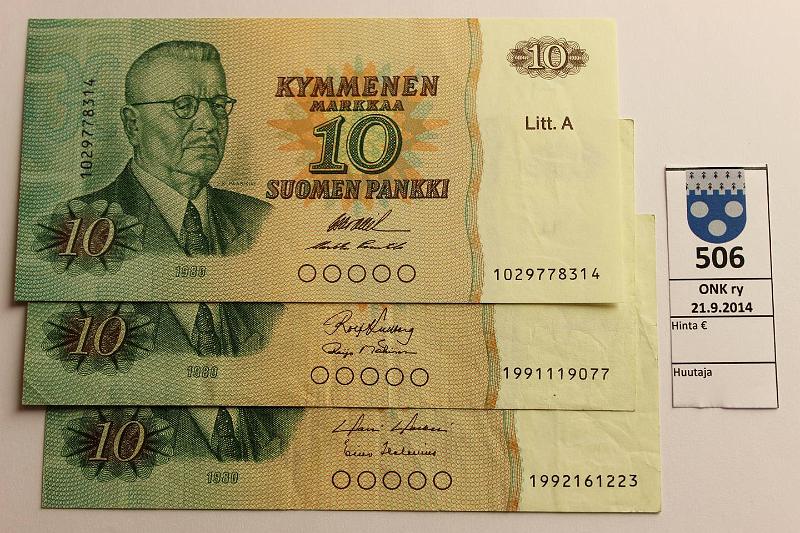 1029778314
KYMMENEN
MARKKAA
10
SUOMEN PANKKI
10
Litt. A
10
1980
1029778314
10
1980
1991119077
10
1980
1992161223
506
ONK ry
21.9.2014
Hinta €
Huutaja